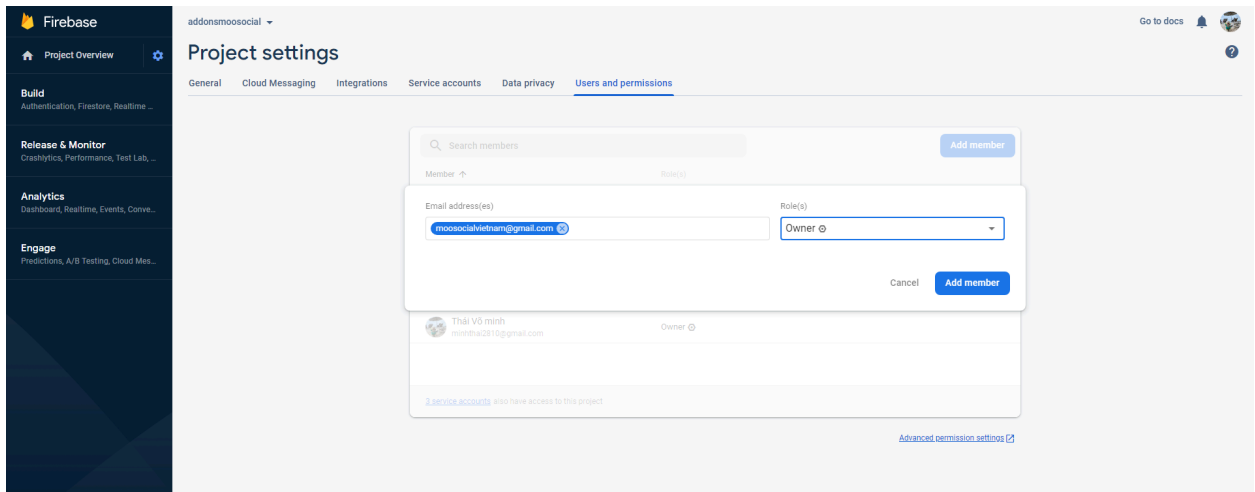 Firebase
addonsmoosocial
Go to docs
Project Overview
Project settings
General Cloud Messaging Integrations Service accounts Data privacy Users and permissions
Build
Authentication, Firestore, Realtime ...
Release & Monitor
Crashlytics, Performance, Test Lab, ...
Analytics
Dashboard, Realtime, Events, Conve...
Engage
Predictions, A/B Testing, Cloud Mes...
Search members
Add member
Member Role(s)
Email address(es) Role(s)
moosocialvietnam@gmail.com Owner
Cancel Add member
Thái Võ minh
minhthai2810@gmail.com
Owner
3 service accounts also have access to this project
Advanced permission settings